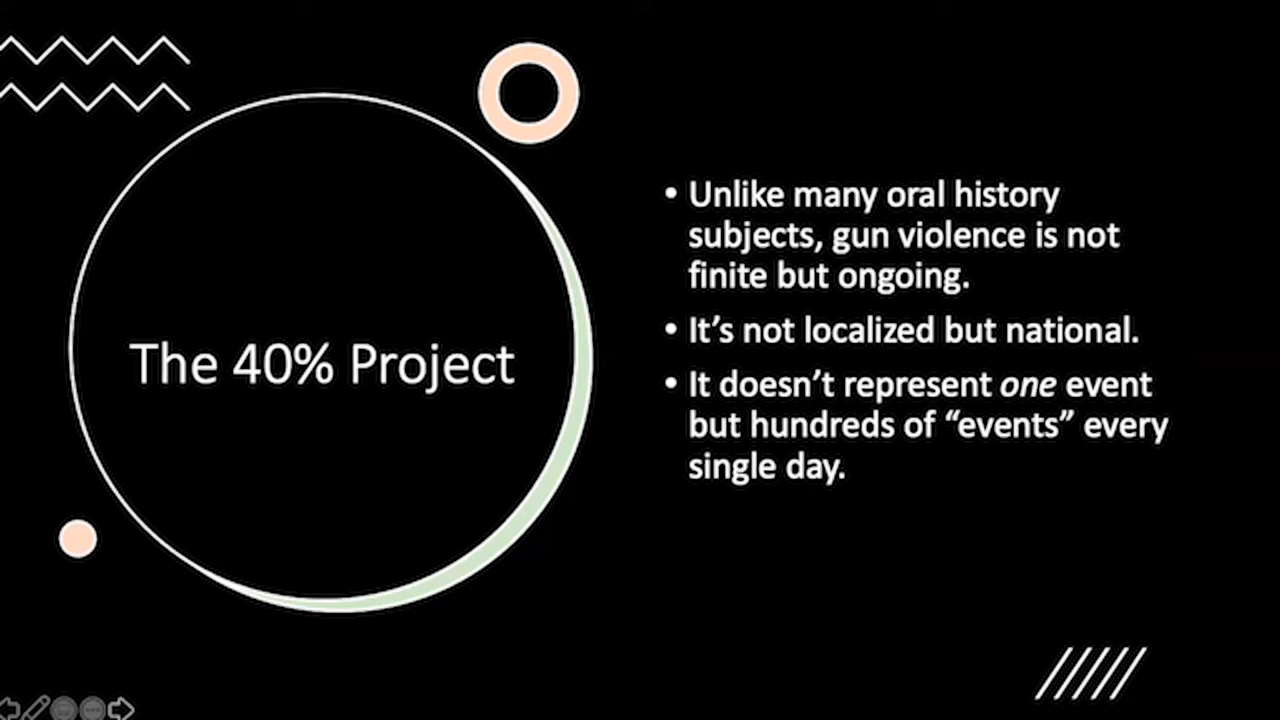 The 40% Project
• Unlike many oral history
subjects, gun violence is not
finite but ongoing.
• It’s not localized but national.
• It doesn’t represent one event
but hundreds of “events” every
single day.